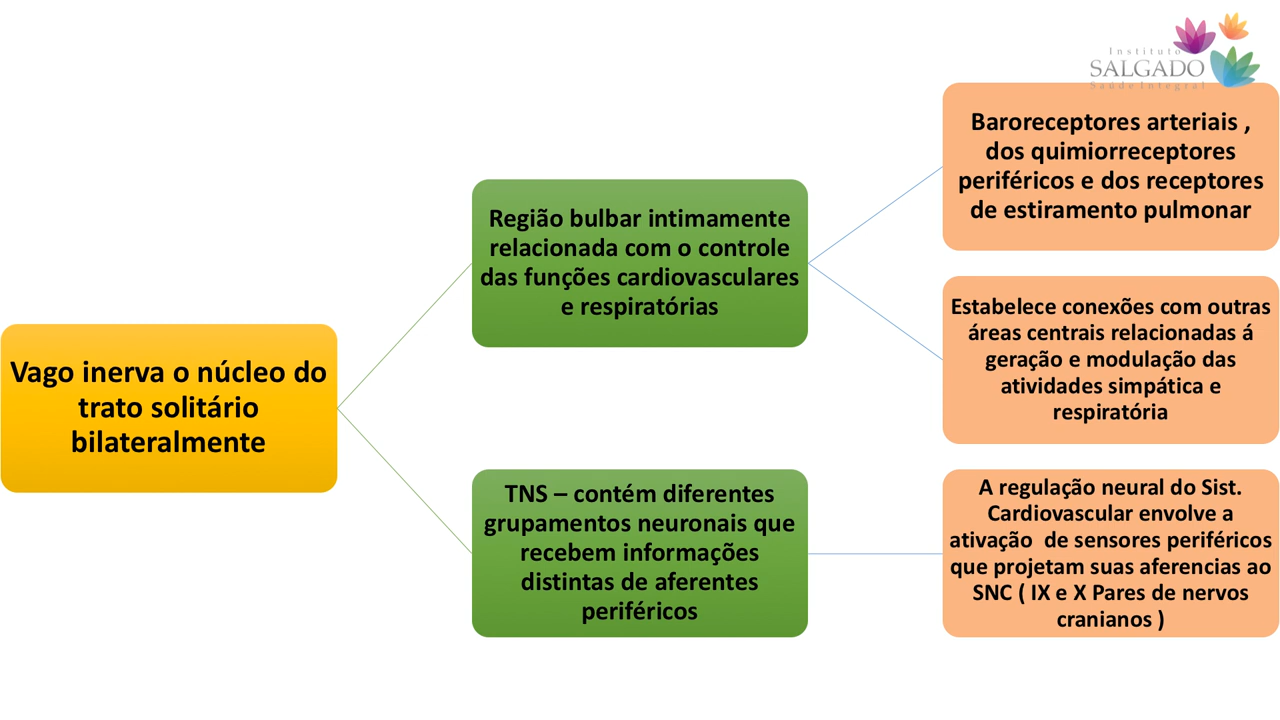 Instituto
SALGADO
Saúde Integral
Vago inerva o núcleo do
trato solitário
bilateralmente
Região bulbar intimamente
relacionada com o controle
das funções cardiovasculares
e respiratórias
TNS – contém diferentes
grupamentos neuronais que
recebem informações
distintas de aferentes
periféricos
Baroreceptores arteriais ,
dos quimiorreceptores
periféricos e dos receptores
de estiramento pulmonar
Estabelece conexões com outras
áreas centrais relacionadas á
geração e modulação das
atividades simpática e
respiratória
A regulação neural do Sist.
Cardiovascular envolve a
ativação  de sensores periféricos
que projetam suas aferencias ao
SNC ( IX e X Pares de nervos
cranianos )